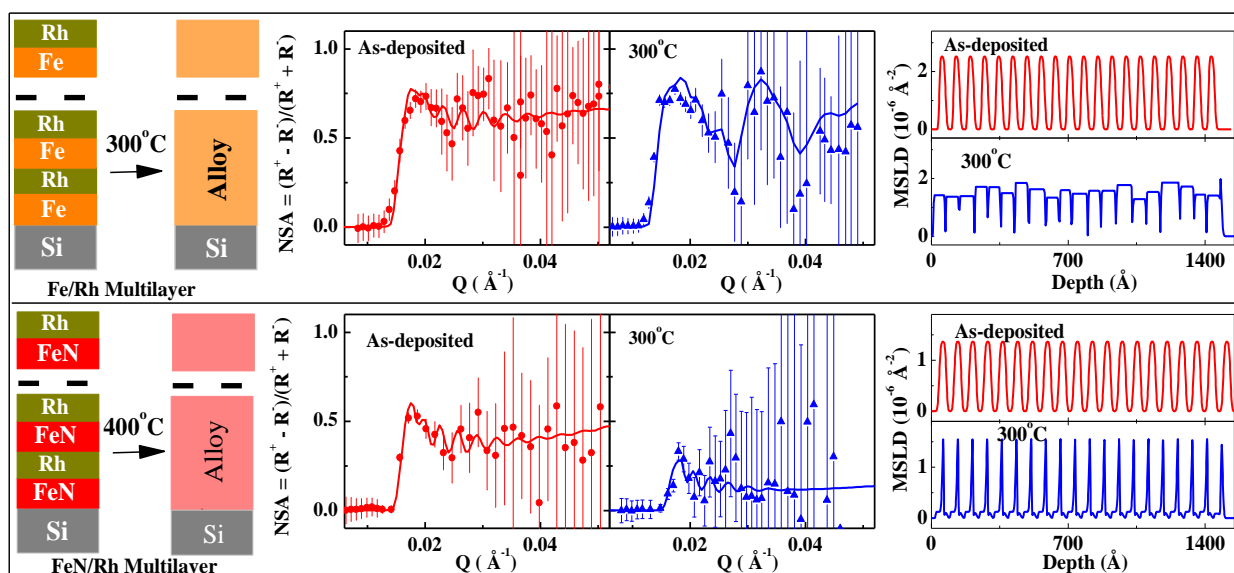 Rh
Fe
Rh
Fe
Rh
Fe
Si
300°C
Alloy
Si
Fe/Rh Multilayer
NSA = (R⁺ - R⁻)/(R⁺ + R⁻)
1.0
0.5
0.0
As-deposited
0.02 0.04
Q ( Å⁻¹)
300°C
0.02 0.04
Q ( Å⁻¹)
MSLD (10⁻⁶ Å⁻²)
As-deposited
2
0
300°C
2
0
0 700 1400
Depth (Å)
Rh
FeN
Rh
FeN
Rh
FeN
Si
400°C
Alloy
Si
FeN/Rh Multilayer
NSA = (R⁺ - R⁻)/(R⁺ + R⁻)
1.0
0.5
0.0
As-deposited
0.02 0.04
Q ( Å⁻¹)
300°C
0.02 0.04
Q ( Å⁻¹)
MSLD (10⁻⁶ Å⁻²)
As-deposited
1
0
300°C
1
0
0 700 1400
Depth (Å)